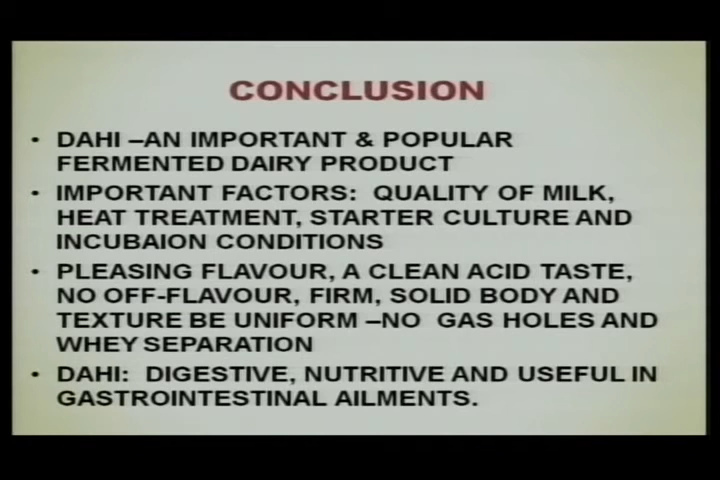 CONCLUSION
• DAHI –AN IMPORTANT & POPULAR
FERMENTED DAIRY PRODUCT
• IMPORTANT FACTORS: QUALITY OF MILK,
HEAT TREATMENT, STARTER CULTURE AND
INCUBAION CONDITIONS
• PLEASING FLAVOUR, A CLEAN ACID TASTE,
NO OFF-FLAVOUR, FIRM, SOLID BODY AND
TEXTURE BE UNIFORM –NO GAS HOLES AND
WHEY SEPARATION
• DAHI: DIGESTIVE, NUTRITIVE AND USEFUL IN
GASTROINTESTINAL AILMENTS.